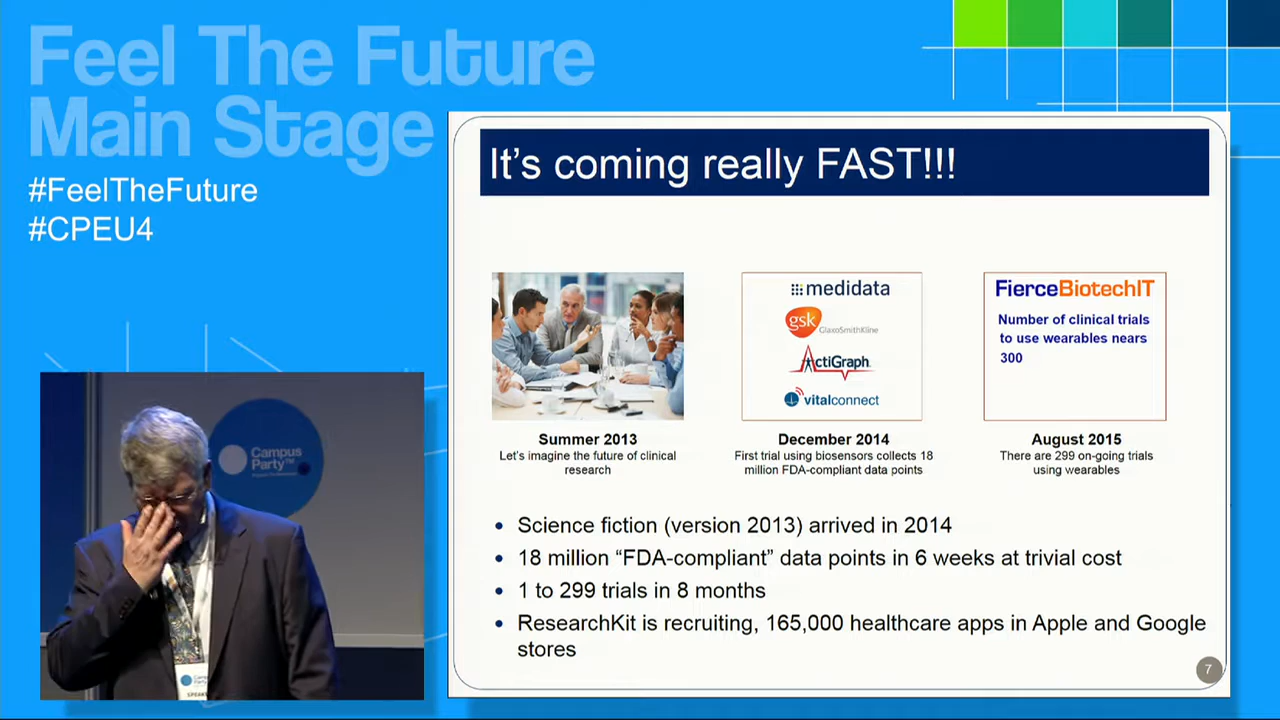 Feel The Future
Main Stage
#FeelTheFuture
#CPEU4
It's coming really FAST!!!
medidata
gsk
GlaxoSmithKline
ActiGraph
vitalconnect
FierceBiotechIT
Number of clinical trials
to use wearables nears
300
Summer 2013
Let's imagine the future of clinical
research
December 2014
First trial using biosensors collects 18
million FDA-compliant data points
August 2015
There are 299 on-going trials
using wearables
• Science fiction (version 2013) arrived in 2014
• 18 million “FDA-compliant” data points in 6 weeks at trivial cost
• 1 to 299 trials in 8 months
• ResearchKit is recruiting, 165,000 healthcare apps in Apple and Google
stores
7
Campus
Party™